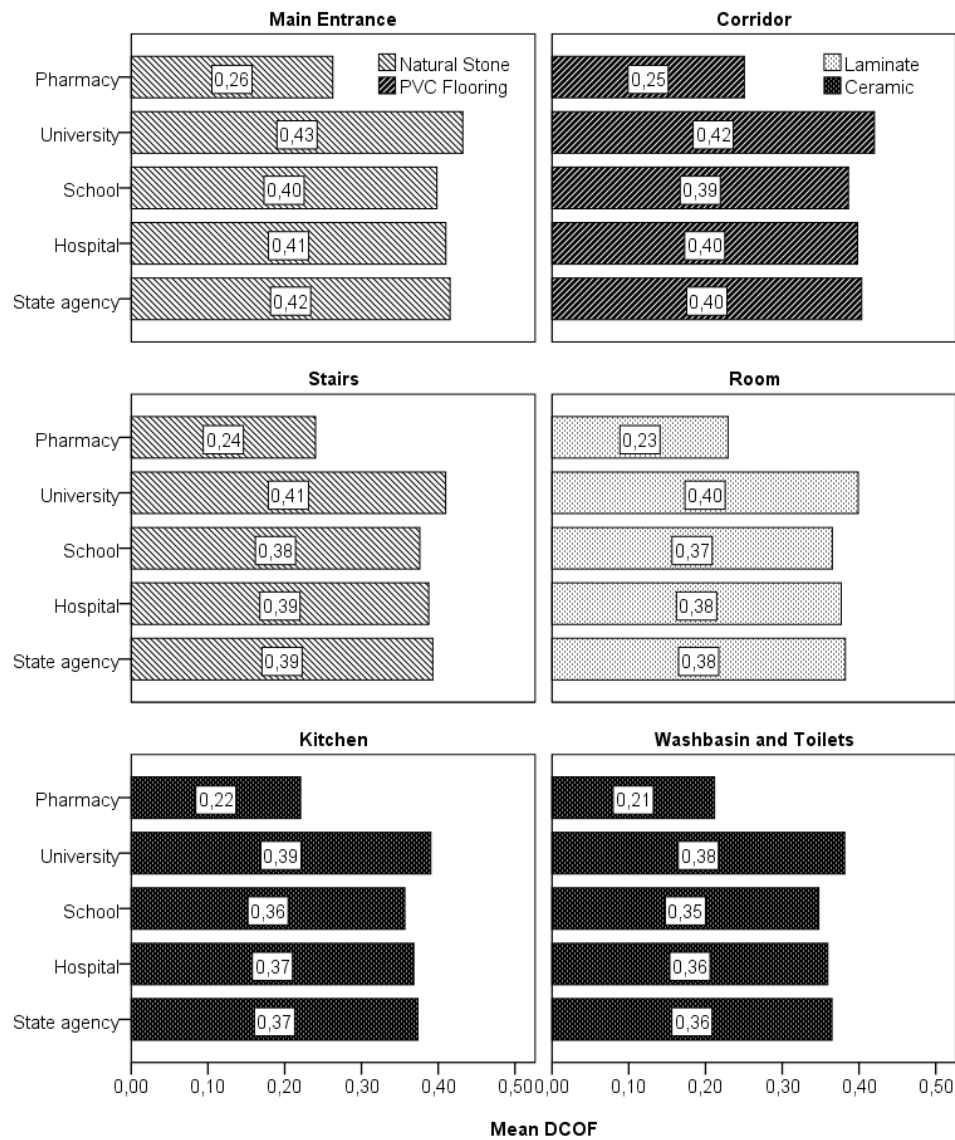 Main Entrance
Corridor
Pharmacy
0,26
Natural Stone
PVC Flooring
0,25
Laminate
Ceramic
University
0,43
0,42
School
0,40
0,39
Hospital
0,41
0,40
State agency
0,42
0,40
Stairs
Room
Pharmacy
0,24
0,23
University
0,41
0,40
School
0,38
0,37
Hospital
0,39
0,38
State agency
0,39
0,38
Kitchen
Washbasin and Toilets
Pharmacy
0,22
0,21
University
0,39
0,38
School
0,36
0,35
Hospital
0,37
0,36
State agency
0,37
0,36
0,00 0,10 0,20 0,30 0,40 0,50
0,00 0,10 0,20 0,30 0,40 0,50
Mean DCOF